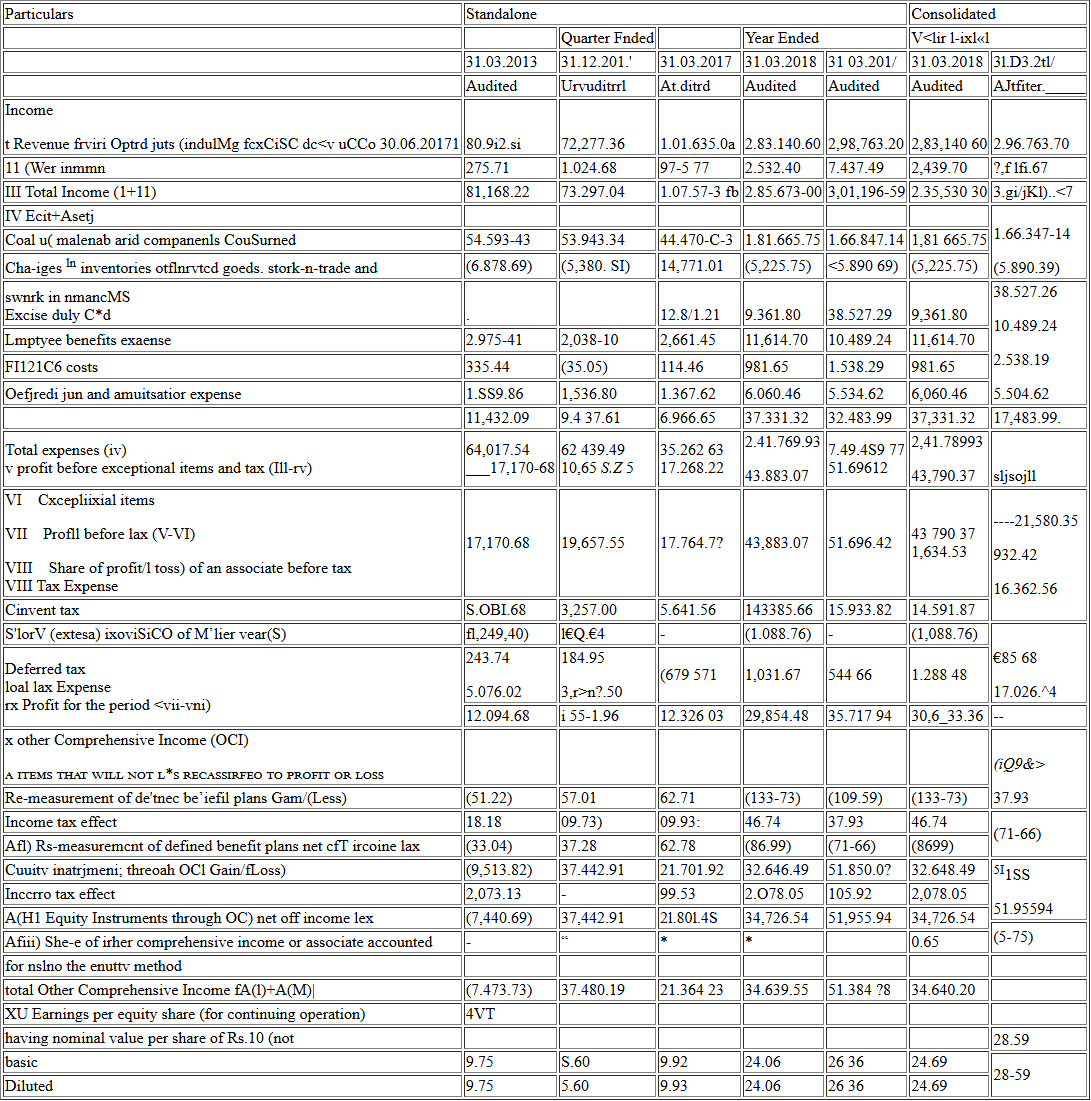 Particulars Standalone Consolidated
Quarter Fnded Year Ended V<lir l-ixl«l
31.03.2013 31.12.201.' 31.03.2017 31.03.2018 31 03.201/ 31.03.2018 3l.D3.2tl/
Audited Urvuditrrl At.ditrd Audited Audited Audited AJtfiter._____
Income
t Revenue frviri Optrd juts (indulMg fcxCiSC dc<v uCCo 30.06.20171 80.9i2.si 72,277.36 1.01.635.0a 2.83.140.60 2,98,763.20 2,83,140 60 2.96.763.70
11 (Wer inmmn 275.71 1.024.68 97-5 77 2.532.40 7.437.49 2,439.70 ?,f lfi.67
III Total Income (1+11) 81,168.22 73.297.04 1.07.57-3 fb 2.85.673-00 3,01,196-59 2.35,530 30 3.gi/jKl)..<7
IV Ecit+Asetj
Coal u( malenab arid companenls CouSurned 54.593-43 53.943.34 44.470-C-3 1.81.665.75 1.66.847.14 1,81 665.75 1.66.347-14
Cha-iges ln inventories otflnrvtcd goeds. stork-n-trade and (6.878.69) (5,380. SI) 14,771.01 (5,225.75) <5.890 69) (5,225.75) (5.890.39)
swnrk in nmancMS
Excise duly C*d . 12.8/1.21 9.361.80 38.527.29 9,361.80 38.527.26
Lmptyee benefits exaense 2.975-41 2,038-10 2,661.45 11,614.70 10.489.24 11,614.70 10.489.24
FI121C6 costs 335.44 (35.05) 114.46 981.65 1.538.29 981.65 2.538.19
Oefjredi jun and amuitsatior expense 1.SS9.86 1,536.80 1.367.62 6.060.46 5.534.62 6,060.46 5.504.62
11,432.09 9.4 37.61 6.966.65 37.331.32 32.483.99 37,331.32 17,483.99.
Total expenses (iv) 64,017.54 62 439.49 35.262 63 2.41.769.93 7.49.4S9 77 2,41.78993
v profit before exceptional items and tax (Ill-rv) ___17,170-68 10,65 S.Z 5 17.268.22 43.883.07 51.69612 43,790.37 sljsojll
VI Cxcepliixial items
VII Profll before lax (V-VI) 17,170.68 19,657.55 17.764.7? 43,883.07 51.696.42 43 790 37 ----21,580.35
VIII Share of profit/l toss) of an associate before tax 1,634.53 932.42
VIII Tax Expense 16.362.56
Cinvent tax S.OBI.68 3,257.00 5.641.56 143385.66 15.933.82 14.591.87
S'lorV (extesa) ixoviSiCO of M’lier vear(S) fl,249,40) l€Q.€4 - (1.088.76) - (1,088.76)
Deferred tax 243.74 184.95 (679 571 1,031.67 544 66 1.288 48 €85 68
loal lax Expense 5.076.02 3,r>n?.50 17.026.^4
rx Profit for the period <vii-vni) 12.094.68 i 55-1.96 12.326 03 29,854.48 35.717 94 30,6_33.36 --
x other Comprehensive Income (OCI)
A ITEMS THAT WILL NOT L*S RECASSIRFEO TO PROFIT OR LOSS (iQ9&>
Re-measurement of de'tnec be’iefil plans Gam/(Less) (51.22) 57.01 62.71 (133-73) (109.59) (133-73) 37.93
Income tax effect 18.18 09.73) 09.93: 46.74 37.93 46.74
Afl) Rs-measuremcnt of defined benefit plans net cfT ircoine lax (33.04) 37.28 62.78 (86.99) (71-66) (8699) (71-66)
Cuuitv inatrjmeni; threoah OCl Gain/fLoss) (9,513.82) 37.442.91 21.701.92 32.646.49 51.850.0? 32.648.49 5I1SS
Inccrro tax effect 2,073.13 - 99.53 2.O78.05 105.92 2,078.05
A(H1 Equity Instruments through OC) net off income lex (7,440.69) 37,442.91 2l.80l.4S 34,726.54 51,955.94 34,726.54 51.95594
Afiii) She-e of irher comprehensive income or associate accounted - “ * * 0.65 (5-75)
for nslno the enuttv method
total Other Comprehensive Income fA(l)+A(M)| (7.473.73) 37.480.19 21.364 23 34.639.55 51.384 ?8 34.640.20
XU Earnings per equity share (for continuing operation) 4VT
having nominal value per share of Rs.10 (not 28.59
basic 9.75 S.60 9.92 24.06 26 36 24.69
Diluted 9.75 5.60 9.93 24.06 26 36 24.69 28-59